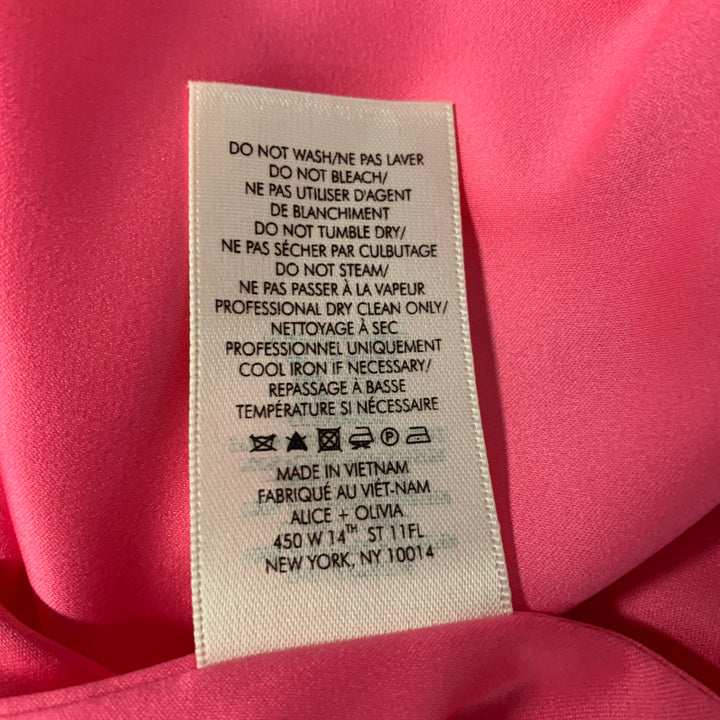 DO NOT WASH/NE PAS LAVER
DO NOT BLEACH/
NE PAS UTILISER D'AGENT
DE BLANCHIMENT
DO NOT TUMBLE DRY/
NE PAS SÉCHER PAR CULBUTAGE
DO NOT STEAM/
NE PAS PASSER À LA VAPEUR
PROFESSIONAL DRY CLEAN ONLY/
NETTOYAGE À SEC
PROFESSIONNEL UNIQUEMENT
COOL IRON IF NECESSARY/
REPASSAGE À BASSE
TEMPÉRATURE SI NÉCESSAIRE
P
MADE IN VIETNAM
FABRIQUÉ AU VIÊT-NAM
ALICE + OLIVIA
450 W 14TH ST 11FL
NEW YORK, NY 10014